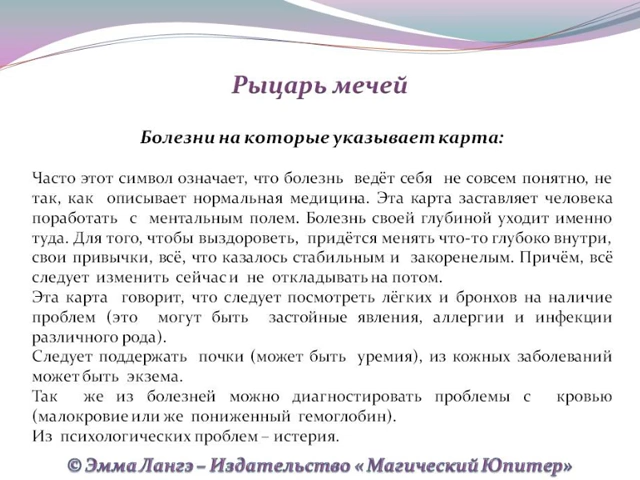 Рыцарь мечей
Болезни на которые указывает карта:
Часто этот символ означает, что болезнь ведёт себя не совсем понятно, не
так, как описывает нормальная медицина. Эта карта заставляет человека
поработать с ментальным полем. Болезнь своей глубиной уходит именно
туда. Для того, чтобы выздороветь, придётся менять что-то глубоко внутри,
свои привычки, всё, что казалось стабильным и закоренелым. Причём, всё
следует изменить сейчас и не откладывать на потом.
Эта карта говорит, что следует посмотреть лёгких и бронхов на наличие
проблем (это могут быть застойные явления, аллергии и инфекции
различного рода).
Следует поддержать почки (может быть уремия), из кожных заболеваний
может быть экзема.
Так же из болезней можно диагностировать проблемы с кровью
(малокровие или же пониженный гемоглобин).
Из психологических проблем – истерия.
© Эмма Лангэ – Издательство «Магический Юпитер»